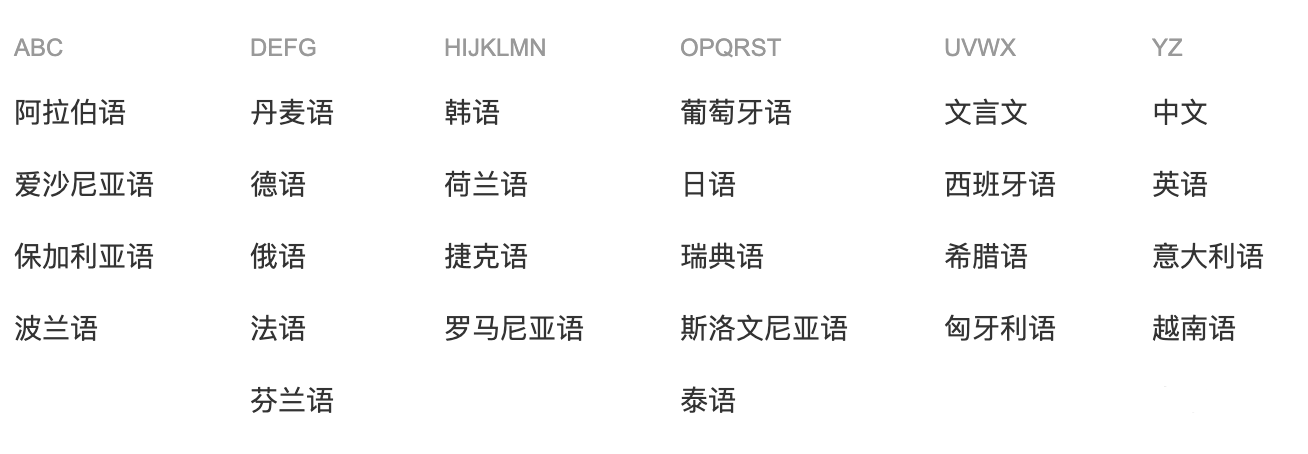 ABC DEFG HIJKLMN OPQRST UVWX YZ
阿拉伯语 丹麦语 韩语 葡萄牙语 文言文 中文
爱沙尼亚语 德语 荷兰语 日语 西班牙语 英语
保加利亚语 俄语 捷克语 瑞典语 希腊语 意大利语
波兰语 法语 罗马尼亚语 斯洛文尼亚语 匈牙利语 越南语
芬兰语 泰语